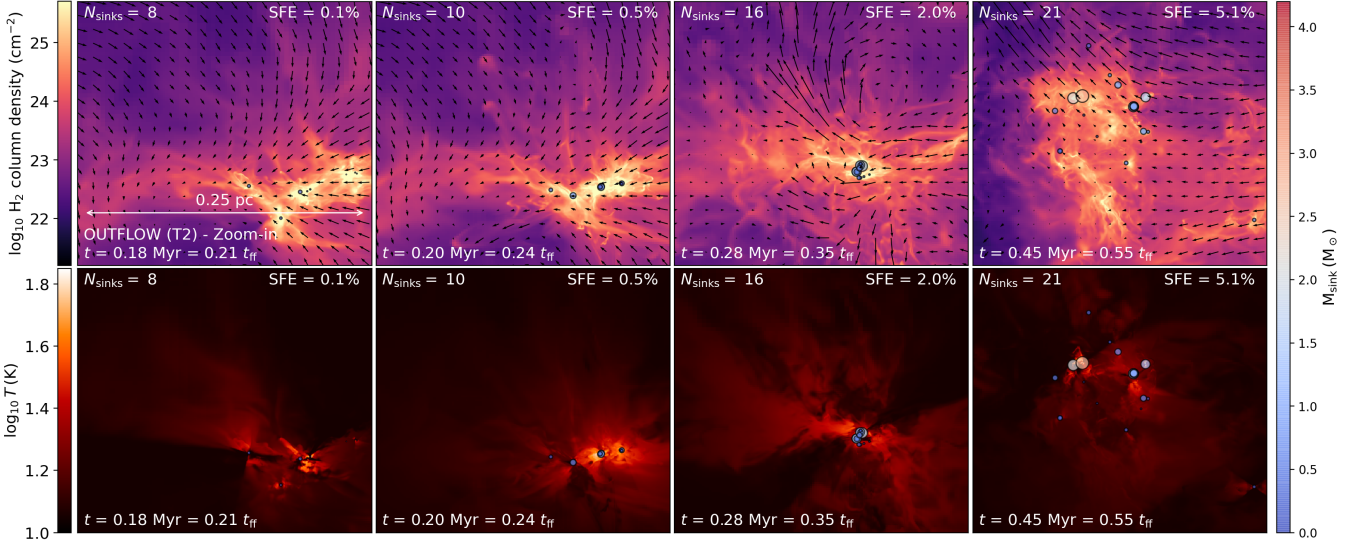 N_sinks = 8 SFE = 0.1%
N_sinks = 10 SFE = 0.5%
N_sinks = 16 SFE = 2.0%
N_sinks = 21 SFE = 5.1%
log₁₀ H₂ column density (cm⁻²)
25
24
23
22
0.25 pc
OUTFLOW (T2) - Zoom-in
t = 0.18 Myr = 0.21 t_ff
t = 0.20 Myr = 0.24 t_ff
t = 0.28 Myr = 0.35 t_ff
t = 0.45 Myr = 0.55 t_ff
N_sinks = 8 SFE = 0.1%
N_sinks = 10 SFE = 0.5%
N_sinks = 16 SFE = 2.0%
N_sinks = 21 SFE = 5.1%
log₁₀ T (K)
1.8
1.6
1.4
1.2
1.0
t = 0.18 Myr = 0.21 t_ff
t = 0.20 Myr = 0.24 t_ff
t = 0.28 Myr = 0.35 t_ff
t = 0.45 Myr = 0.55 t_ff
4.0
3.5
3.0
2.5
2.0
1.5
1.0
0.5
0.0
M_sink (M_⊙)